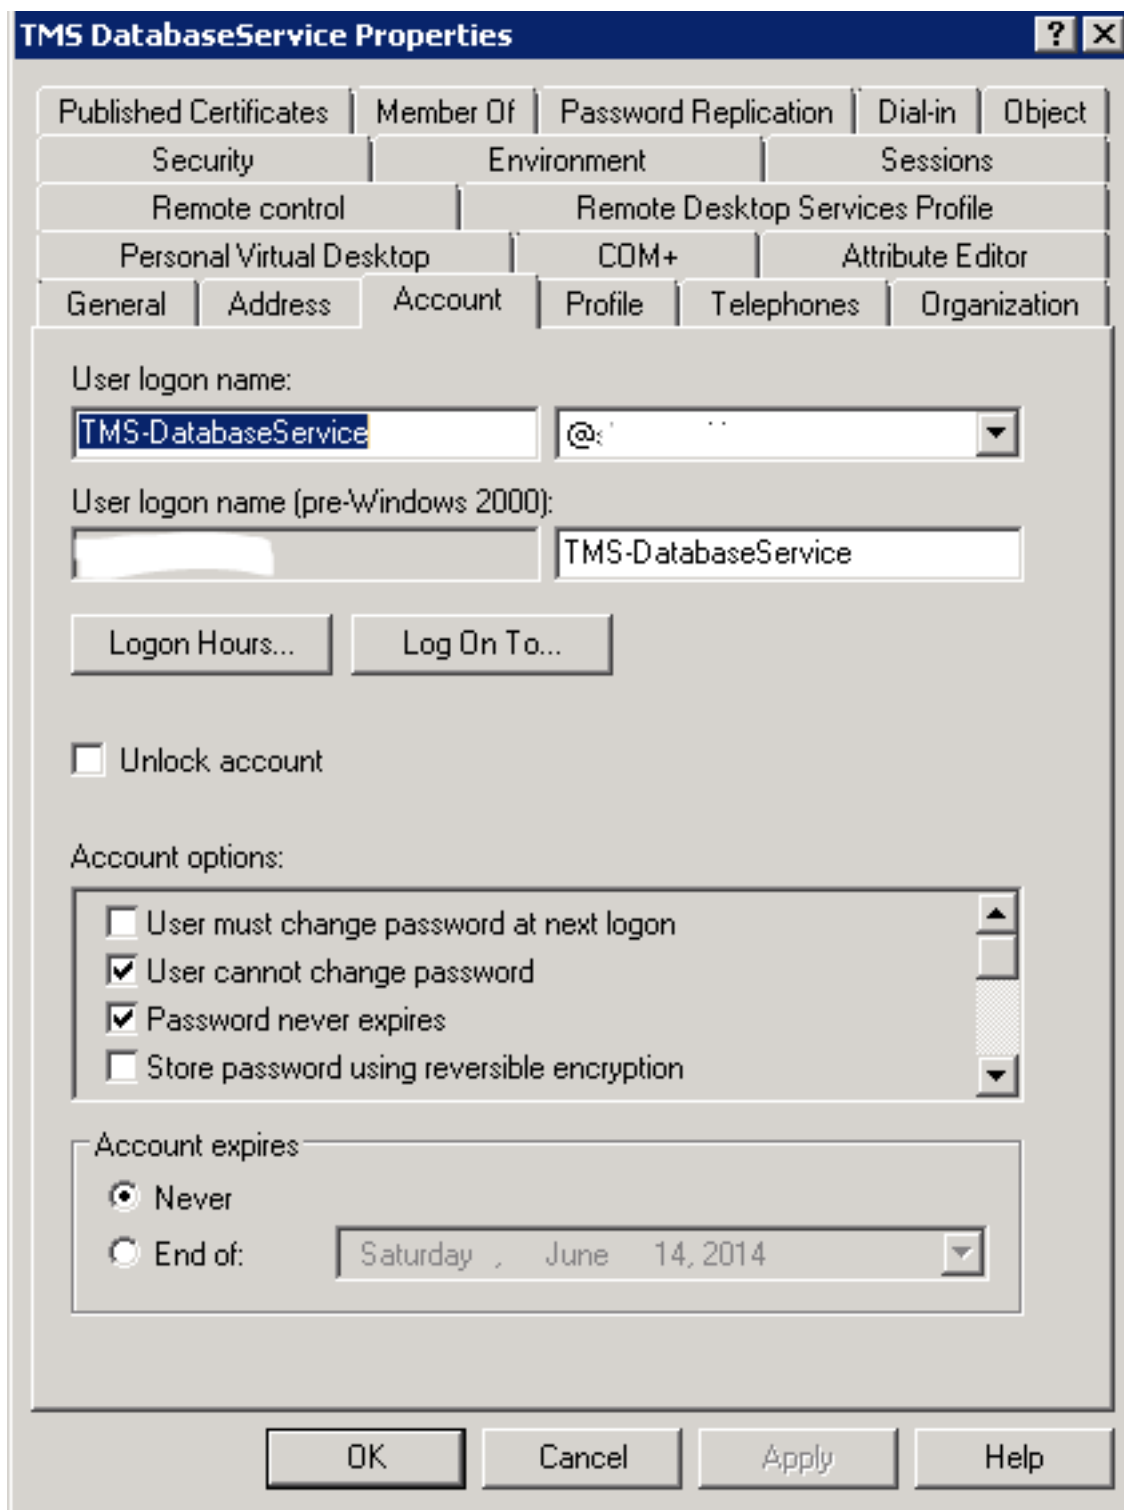 TMS DatabaseService Properties
Published Certificates Member Of Password Replication Dial-in Object
Security Environment Sessions
Remote control Remote Desktop Services Profile
Personal Virtual Desktop COM+ Attribute Editor
General Address Account Profile Telephones Organization
User logon name:
TMS-DatabaseService @
User logon name (pre-Windows 2000):
TMS-DatabaseService
Logon Hours... Log On To...
Unlock account
Account options:
User must change password at next logon
User cannot change password
Password never expires
Store password using reversible encryption
Account expires
Never
End of: Saturday , June 14, 2014
OK Cancel Apply Help